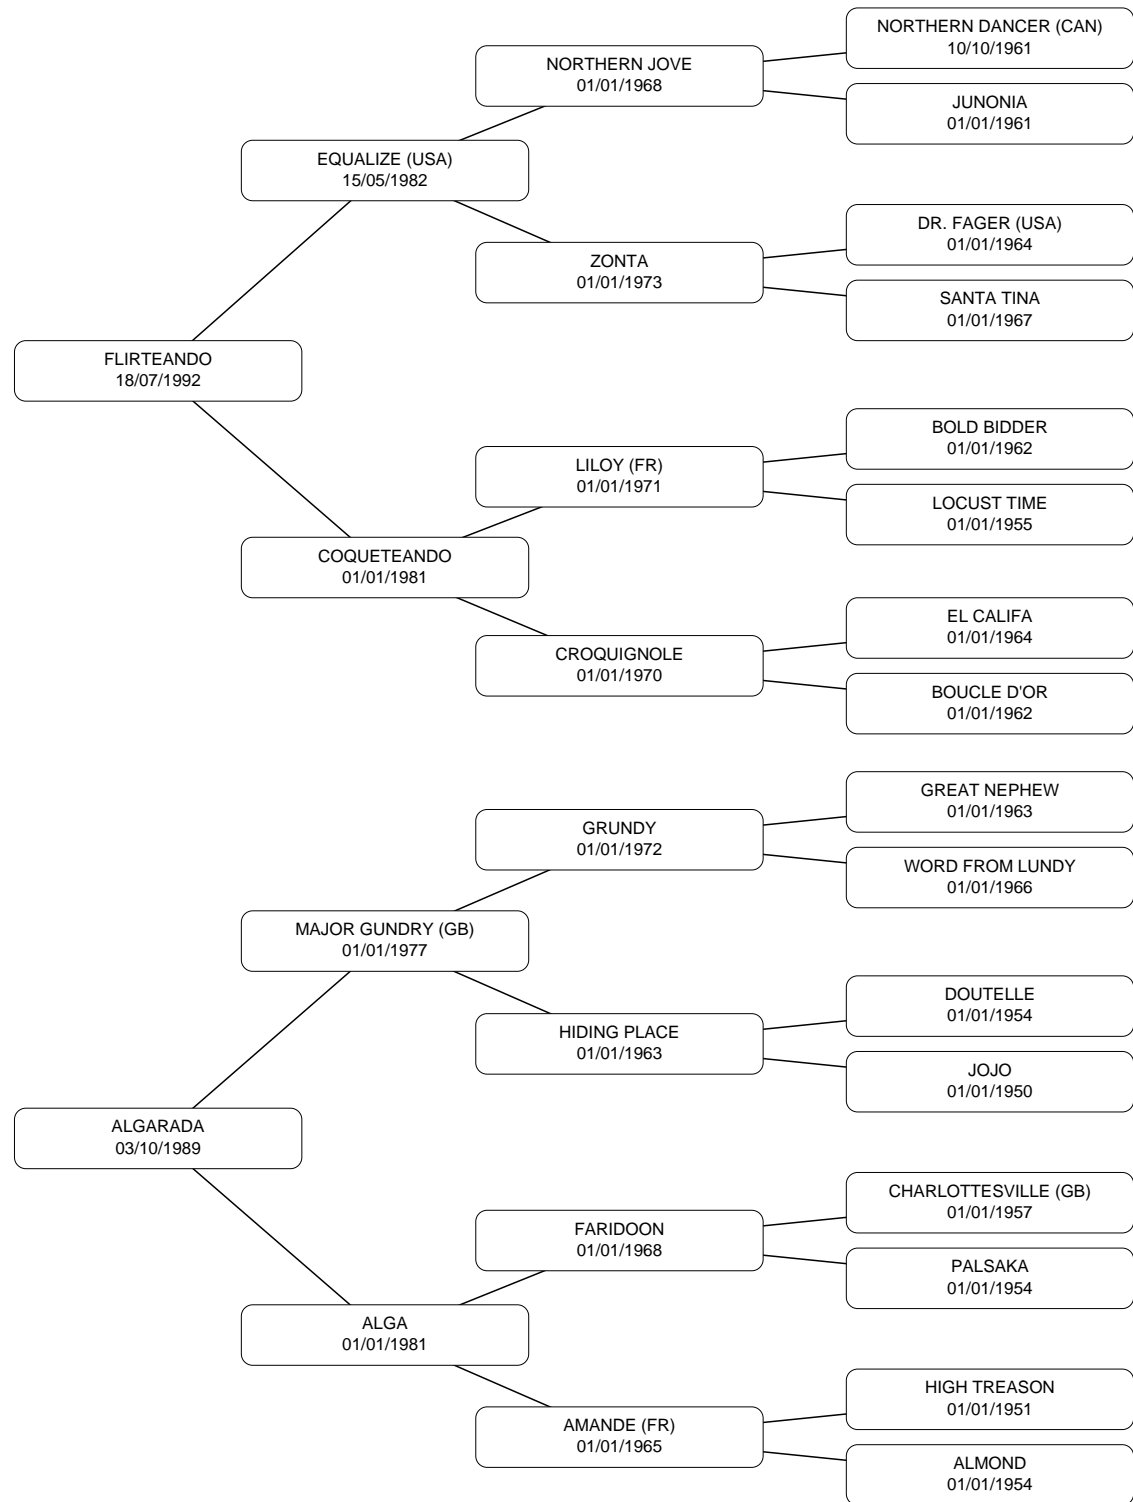 NORTHERN DANCER (CAN)
10/10/1961
NORTHERN JOVE
01/01/1968
JUNONIA
01/01/1961
EQUALIZE (USA)
15/05/1982
DR. FAGER (USA)
01/01/1964
ZONTA
01/01/1973
SANTA TINA
01/01/1967
FLIRTEANDO
18/07/1992
BOLD BIDDER
01/01/1962
LILOY (FR)
01/01/1971
LOCUST TIME
01/01/1955
COQUETEANDO
01/01/1981
EL CALIFA
01/01/1964
CROQUIGNOLE
01/01/1970
BOUCLE D'OR
01/01/1962
GREAT NEPHEW
01/01/1963
GRUNDY
01/01/1972
WORD FROM LUNDY
01/01/1966
MAJOR GUNDRY (GB)
01/01/1977
DOUTELLE
01/01/1954
HIDING PLACE
01/01/1963
JOJO
01/01/1950
ALGARADA
03/10/1989
CHARLOTTESVILLE (GB)
01/01/1957
FARIDOON
01/01/1968
PALSAKA
01/01/1954
ALGA
01/01/1981
HIGH TREASON
01/01/1951
AMANDE (FR)
01/01/1965
ALMOND
01/01/1954